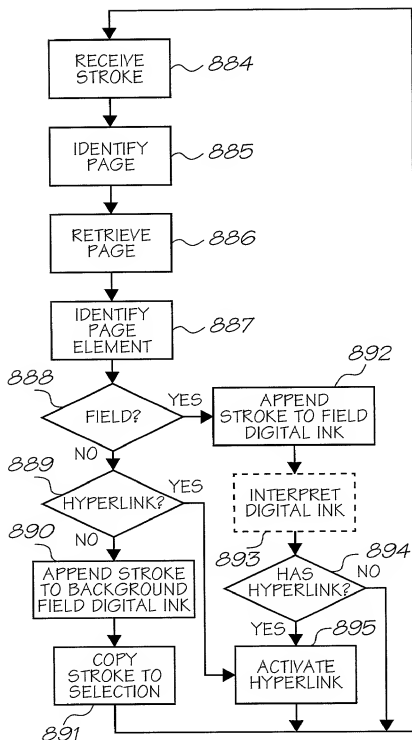 RECEIVE
STROKE
884
IDENTIFY
PAGE
885
RETRIEVE
PAGE
886
IDENTIFY
PAGE
ELEMENT
887
888
FIELD?
YES
NO
892
APPEND
STROKE TO FIELD
DIGITAL INK
889
HYPERLINK?
YES
NO
INTERPRET
DIGITAL INK
893
894
HAS
HYPERLINK?
NO
YES
890
APPEND STROKE
TO BACKGROUND
FIELD DIGITAL INK
895
ACTIVATE
HYPERLINK
COPY
STROKE TO
SELECTION
891